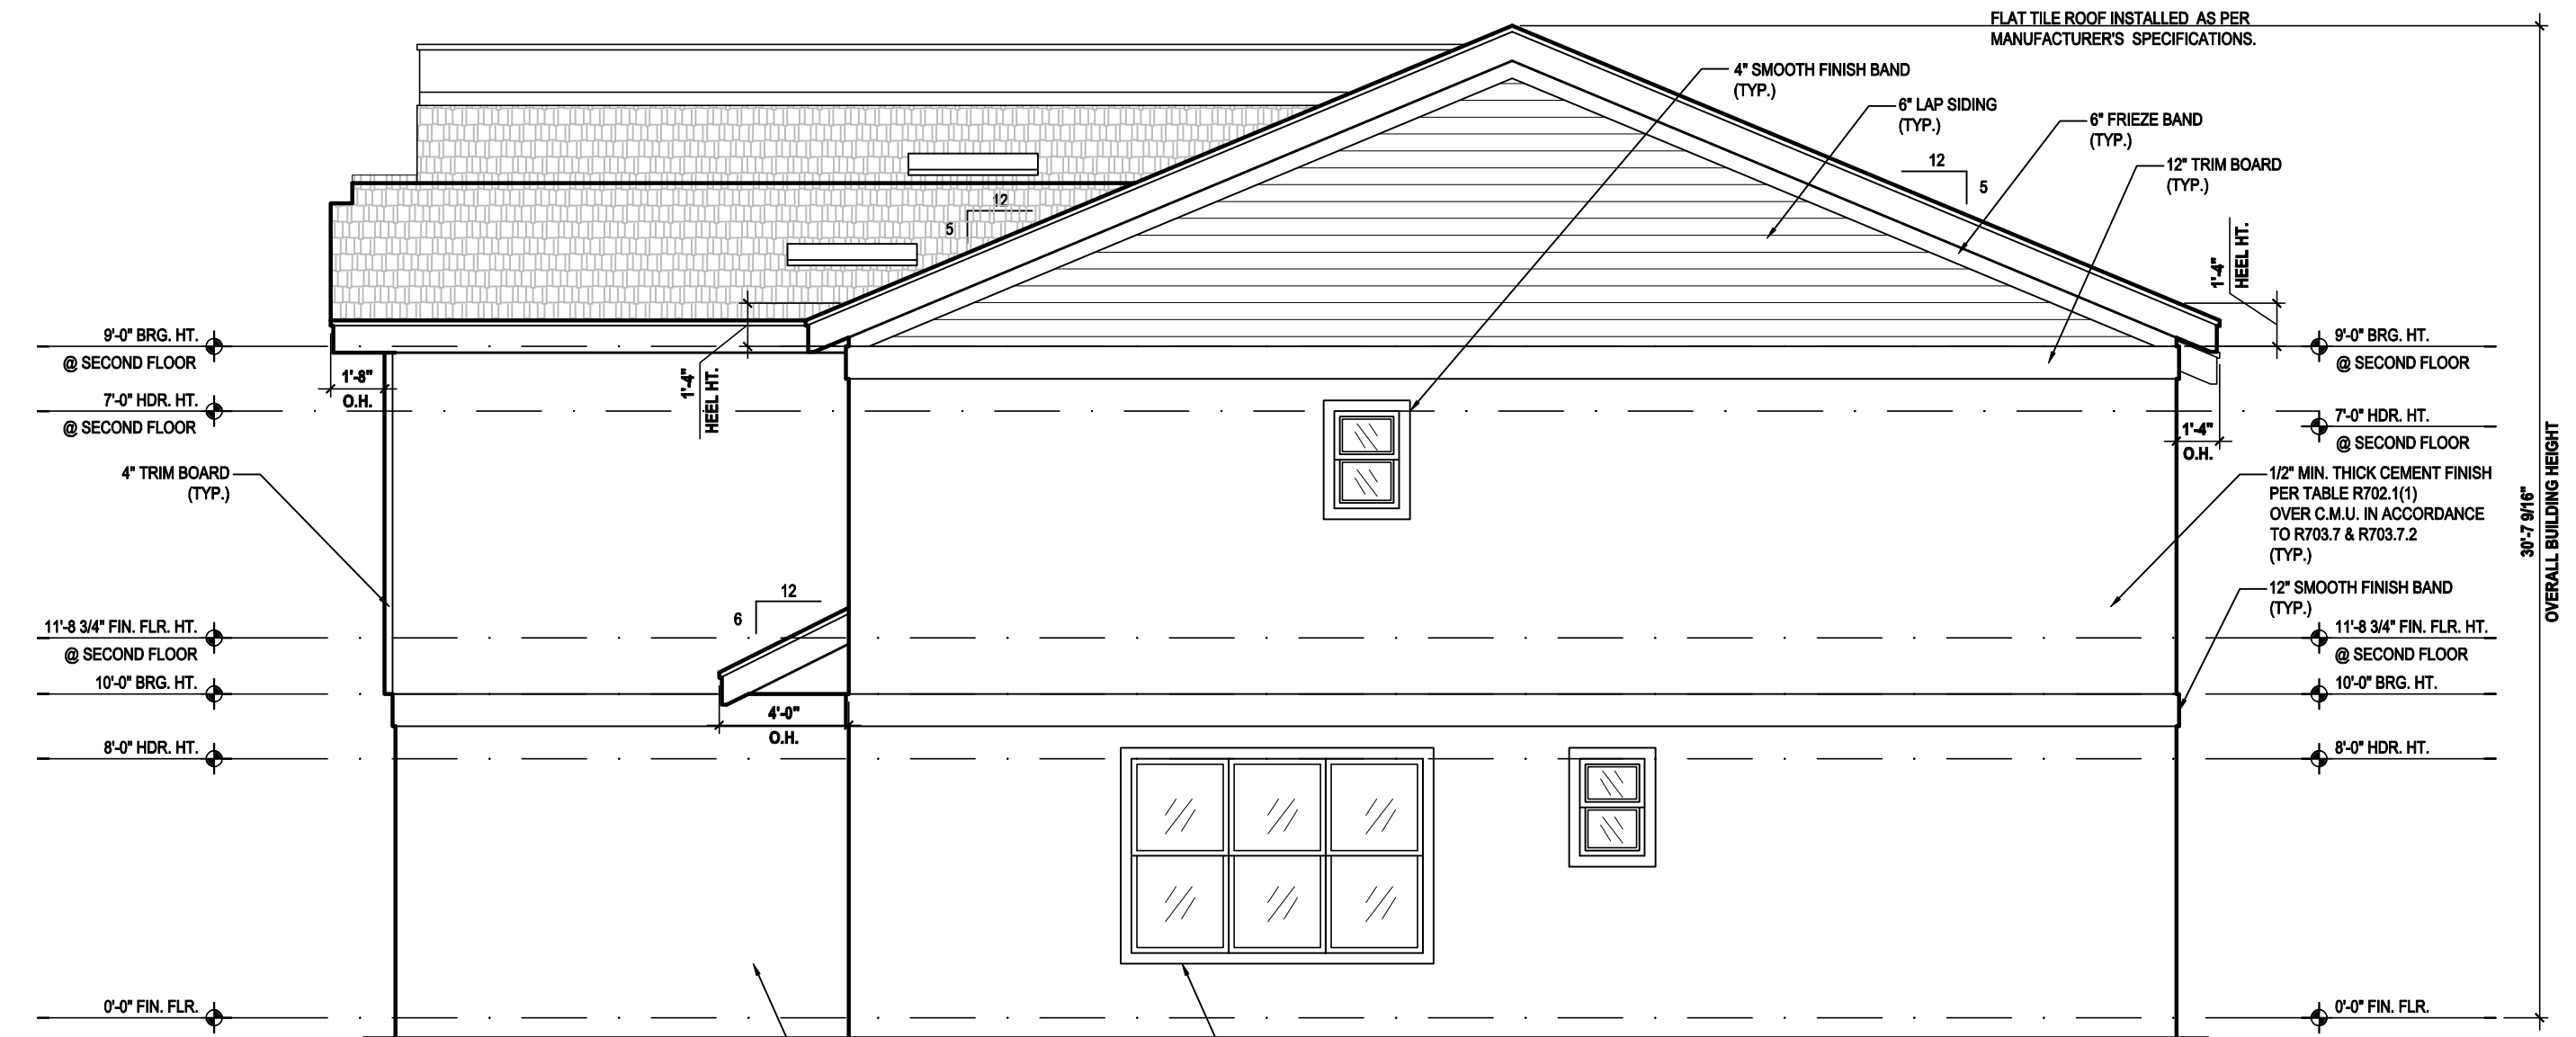 FLAT TILE ROOF INSTALLED AS PER
MANUFACTURER'S SPECIFICATIONS.
4" SMOOTH FINISH BAND
(TYP.)
6" LAP SIDING
(TYP.)
6" FRIEZE BAND
(TYP.)
12" TRIM BOARD
(TYP.)
12
5
12
5
1'-4"
HEEL HT.
1'-4"
HEEL HT.
9'-0" BRG. HT.
@ SECOND FLOOR
1'-8"
O.H.
7'-0" HDR. HT.
@ SECOND FLOOR
4" TRIM BOARD
(TYP.)
12
6
11'-8 3/4" FIN. FLR. HT.
@ SECOND FLOOR
10'-0" BRG. HT.
4'-0"
O.H.
8'-0" HDR. HT.
0'-0" FIN. FLR.
9'-0" BRG. HT.
@ SECOND FLOOR
7'-0" HDR. HT.
@ SECOND FLOOR
1'-4"
O.H.
1/2" MIN. THICK CEMENT FINISH
PER TABLE R702.1(1)
OVER C.M.U. IN ACCORDANCE
TO R703.7 & R703.7.2
(TYP.)
12" SMOOTH FINISH BAND
(TYP.)
11'-8 3/4" FIN. FLR. HT.
@ SECOND FLOOR
10'-0" BRG. HT.
8'-0" HDR. HT.
0'-0" FIN. FLR.
30'-7 9/16"
OVERALL BUILDING HEIGHT